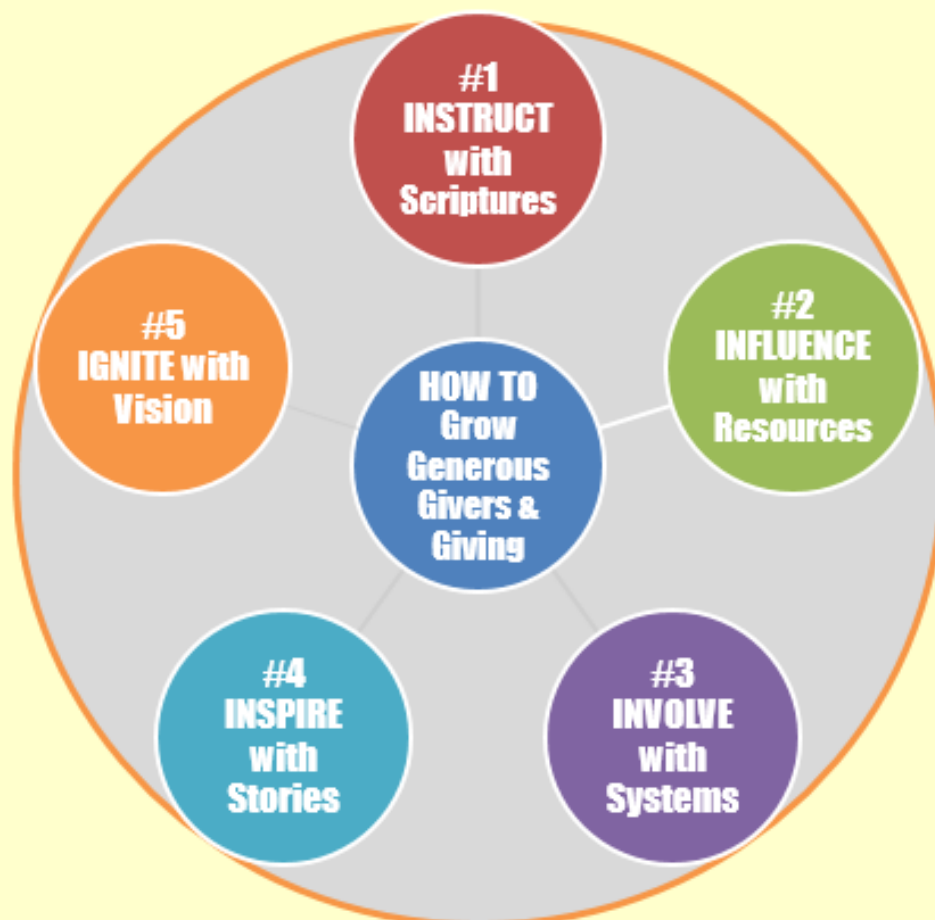 #1
INSTRUCT
with
Scriptures
#2
INFLUENCE
with
Resources
#3
INVOLVE
with
Systems
#4
INSPIRE
with
Stories
#5
IGNITE with
Vision
HOW TO
Grow
Generous
Givers &
Giving